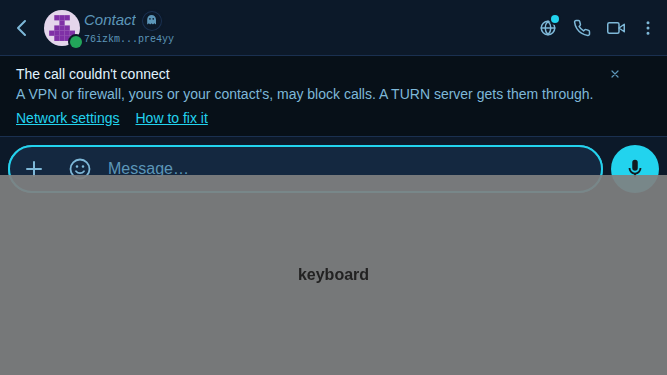 Contact
76izkm...pre4yy
The call couldn't connect
A VPN or firewall, yours or your contact's, may block calls. A TURN server gets them through.
Network settings How to fix it
Message…
keyboard